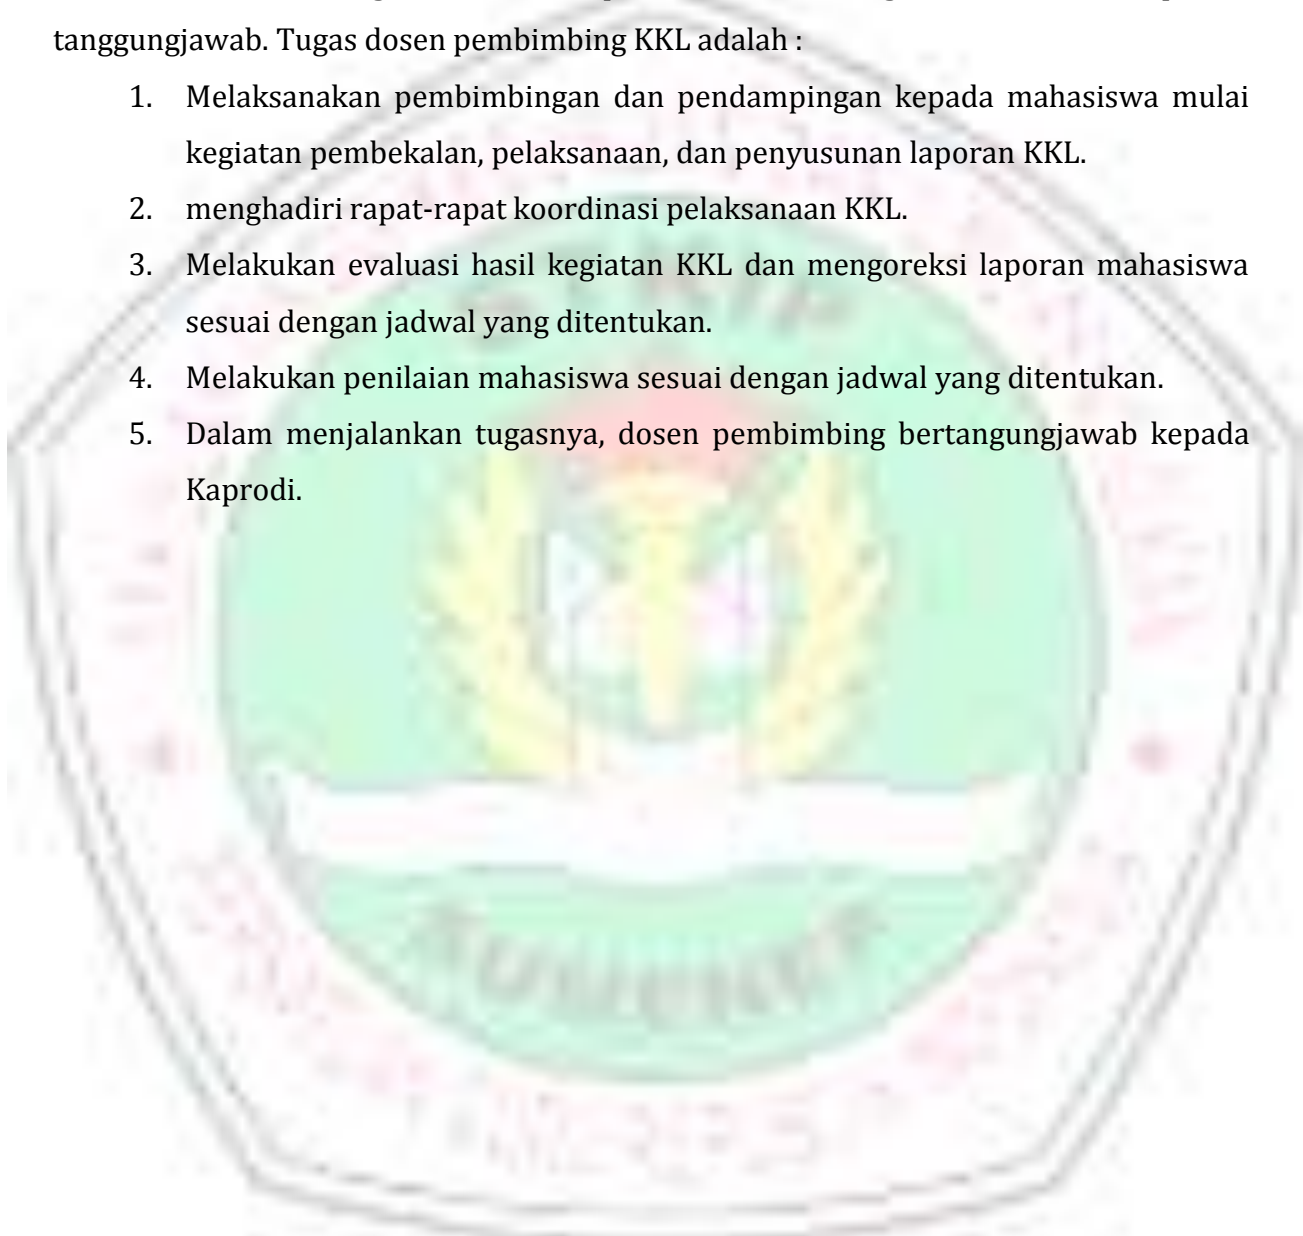 tanggungjawab. Tugas dosen pembimbing KKL adalah :
1. Melaksanakan pembimbingan dan pendampingan kepada mahasiswa mulai
kegiatan pembekalan, pelaksanaan, dan penyusunan laporan KKL.
2. menghadiri rapat-rapat koordinasi pelaksanaan KKL.
3. Melakukan evaluasi hasil kegiatan KKL dan mengoreksi laporan mahasiswa
sesuai dengan jadwal yang ditentukan.
4. Melakukan penilaian mahasiswa sesuai dengan jadwal yang ditentukan.
5. Dalam menjalankan tugasnya, dosen pembimbing bertangungjawab kepada
Kaprodi.
STKIP